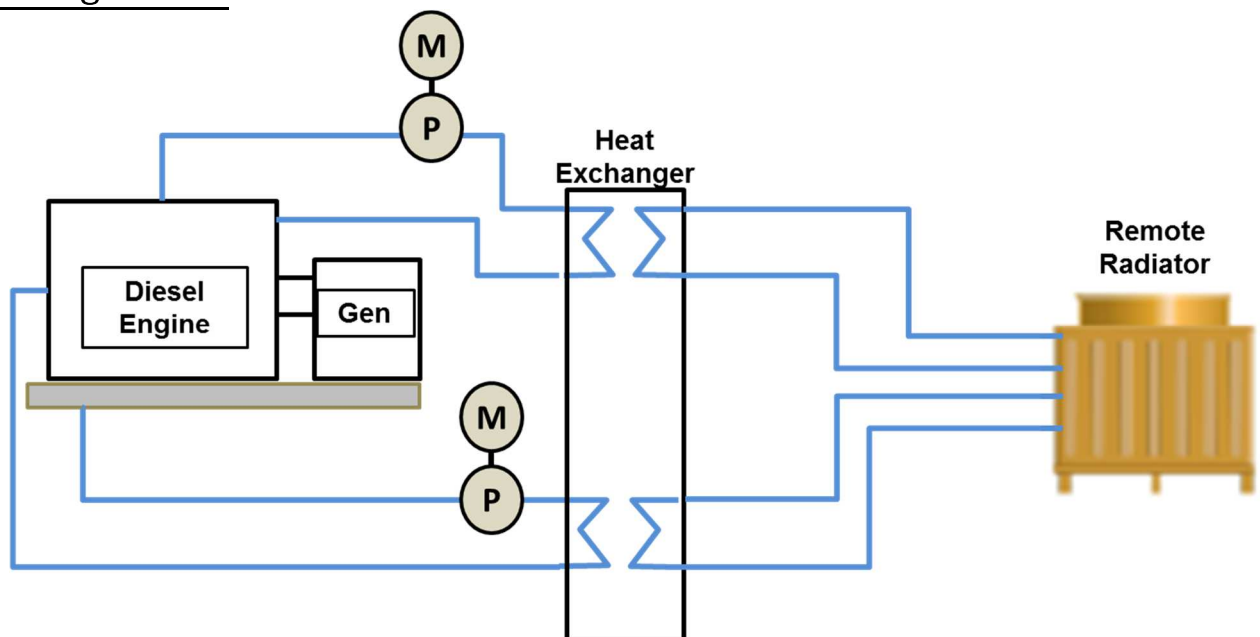 M
P
Heat
Exchanger
Remote
Radiator
Diesel
Engine
Gen
M
P